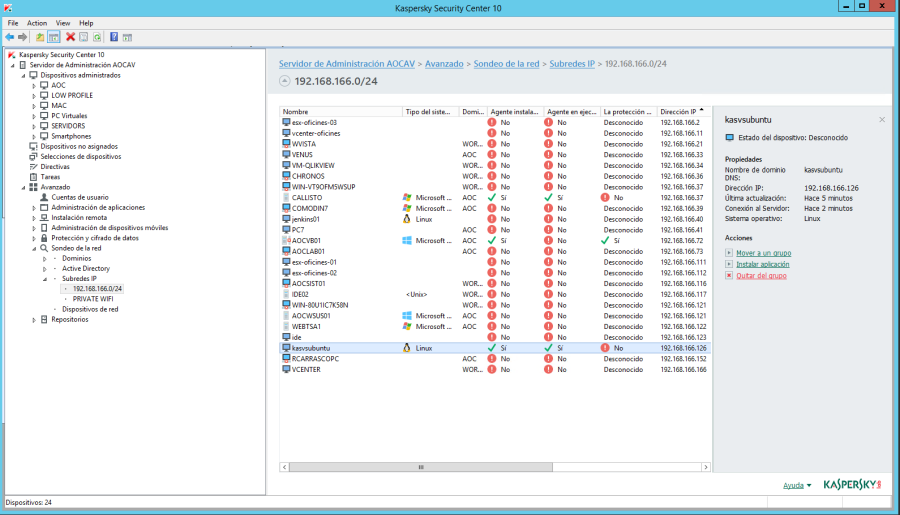 Kaspersky Security Center 10
File Action View Help
Kaspersky Security Center 10
Servidor de Administración AOCAV
Dispositivos administrados
AOC
LOW PROFILE
MAC
PC Virtuales
SERVIDORS
Smartphones
Dispositivos no asignados
Selecciones de dispositivos
Directivas
Tareas
Avanzado
Cuentas de usuario
Administración de aplicaciones
Instalación remota
Administración de dispositivos móviles
Protección y cifrado de datos
Sondeo de la red
Dominios
Active Directory
Subredes IP
192.168.166.0/24
PRIVATE WIFI
Dispositivos de red
Repositorios
Servidor de Administración AOCAV > Avanzado > Sondeo de la red > Subredes IP > 192.168.166.0/24
192.168.166.0/24
Nombre Tipo del siste... Domi... Agente instala... Agente en ejec... La protección ... Dirección IP
esx-oficines-03 No No Desconocido 192.168.166.2
vcenter-oficines No No Desconocido 192.168.166.11
WVISTA WOR... No No Desconocido 192.168.166.21
VENUS AOC No No Desconocido 192.168.166.33
VM-QLIKVIEW WOR... No No Desconocido 192.168.166.34
CHRONOS WOR... No No Desconocido 192.168.166.36
WIN-VT9OFM5WSUP WOR... No No Desconocido 192.168.166.37
CALLISTO Microsoft ... AOC Sí Sí No 192.168.166.37
COMODIN7 Microsoft ... AOC No No Desconocido 192.168.166.39
jenkins01 Linux No No Desconocido 192.168.166.40
PC7 AOC No No Desconocido 192.168.166.41
AOCVB01 Microsoft ... AOC Sí No Sí 192.168.166.72
AOCLAB01 AOC No No Desconocido 192.168.166.73
esx-oficines-01 No No Desconocido 192.168.166.111
esx-oficines-02 No No Desconocido 192.168.166.112
AOCSIST01 WOR... No No Desconocido 192.168.166.116
IDE02 <Unix> WOR... No No Desconocido 192.168.166.117
WIN-80U1IC7K58N WOR... No No Desconocido 192.168.166.121
AOCWSUS01 Microsoft ... WOR... No No Desconocido 192.168.166.121
WEBTSA1 Microsoft ... WOR... No No Desconocido 192.168.166.122
ide No No Desconocido 192.168.166.123
kasvsubuntu Linux Sí Sí No 192.168.166.126
RCARRASCOPC AOC No No Desconocido 192.168.166.152
VCENTER WOR... No No Desconocido 192.168.166.166
kasvsubuntu
Estado del dispositivo: Desconocido
Propiedades
Nombre de dominio kasvsubuntu
DNS:
Dirección IP: 192.168.166.126
Última actualización: Hace 5 minutos
Conexión al Servidor: Hace 2 minutos
Sistema operativo: Linux
Acciones
Mover a un grupo
Instalar aplicación
Quitar del grupo
Ayuda
KASPERSKY
Dispositivos: 24